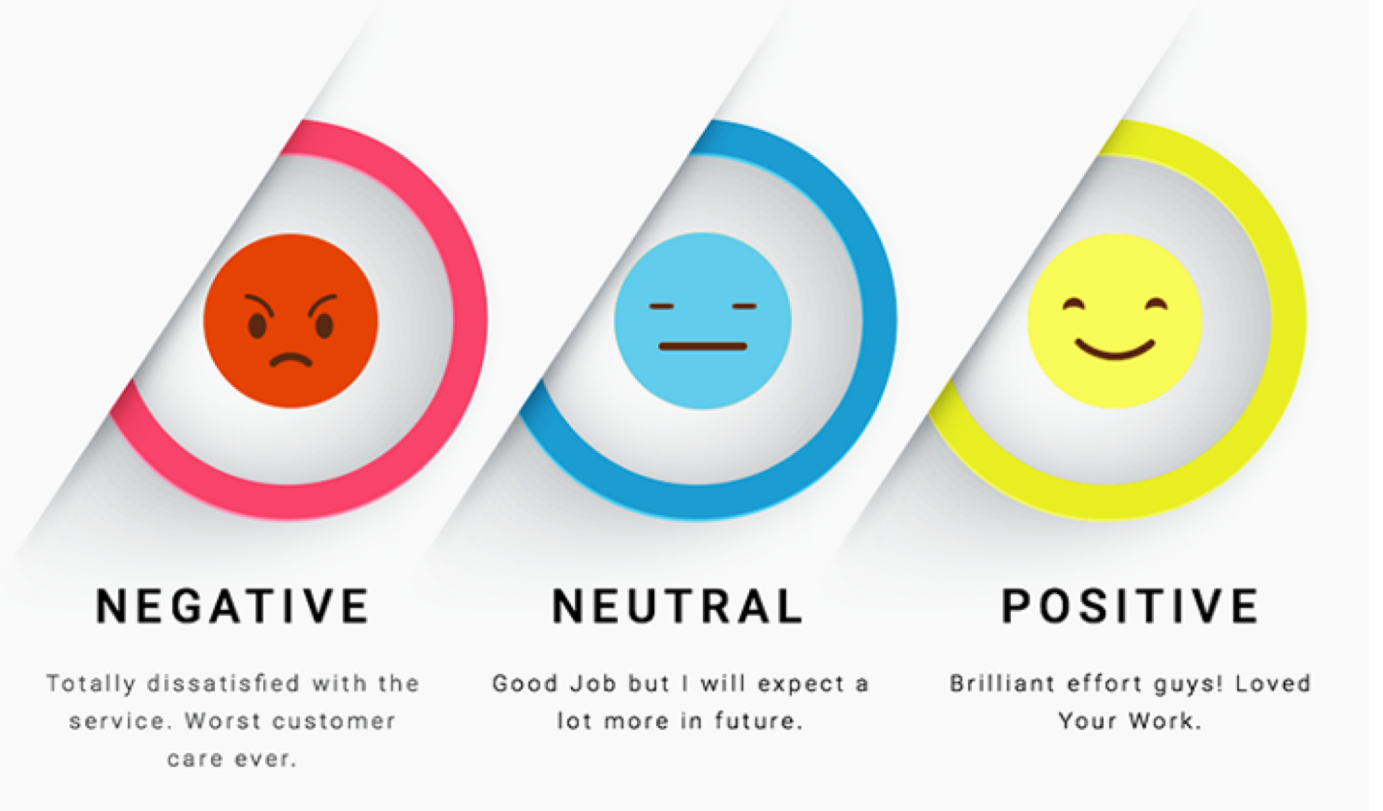 NEGATIVE
Totally dissatisfied with the
service. Worst customer
care ever.
NEUTRAL
Good Job but I will expect a
lot more in future.
POSITIVE
Brilliant effort guys! Loved
Your Work.